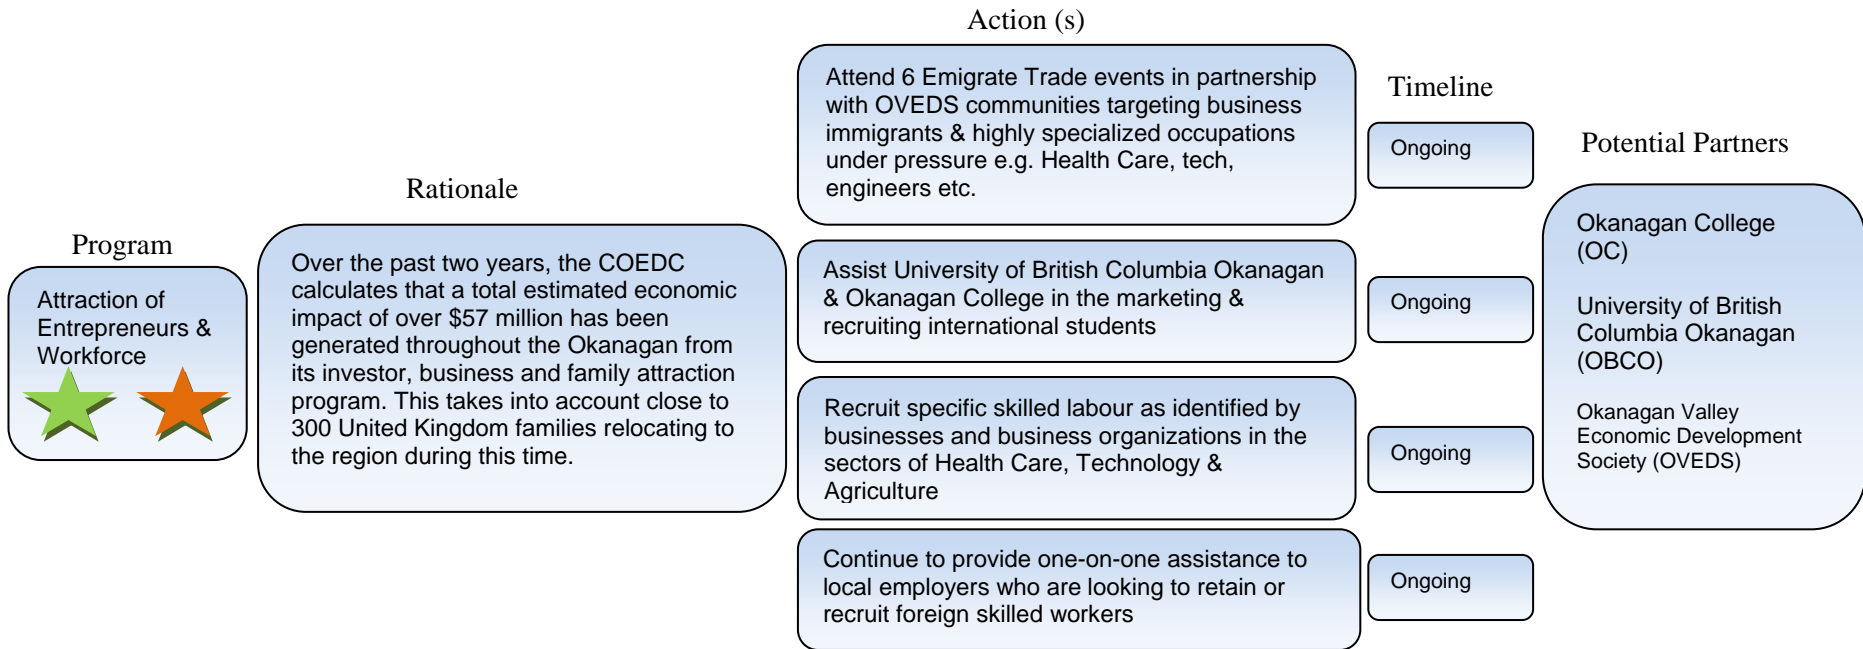 Program
Attraction of
Entrepreneurs &
Workforce
Rationale
Over the past two years, the COEDC
calculates that a total estimated economic
impact of over $57 million has been
generated throughout the Okanagan from
its investor, business and family attraction
program. This takes into account close to
300 United Kingdom families relocating to
the region during this time.
Action (s)
Attend 6 Emigrate Trade events in partnership
with OVEDS communities targeting business
immigrants & highly specialized occupations
under pressure e.g. Health Care, tech,
engineers etc.
Assist University of British Columbia Okanagan
& Okanagan College in the marketing &
recruiting international students
Recruit specific skilled labour as identified by
businesses and business organizations in the
sectors of Health Care, Technology &
Agriculture
Continue to provide one-on-one assistance to
local employers who are looking to retain or
recruit foreign skilled workers
Timeline
Ongoing
Ongoing
Ongoing
Ongoing
Potential Partners
Okanagan College
(OC)
University of British
Columbia Okanagan
(OBCO)
Okanagan Valley
Economic Development
Society (OVEDS)